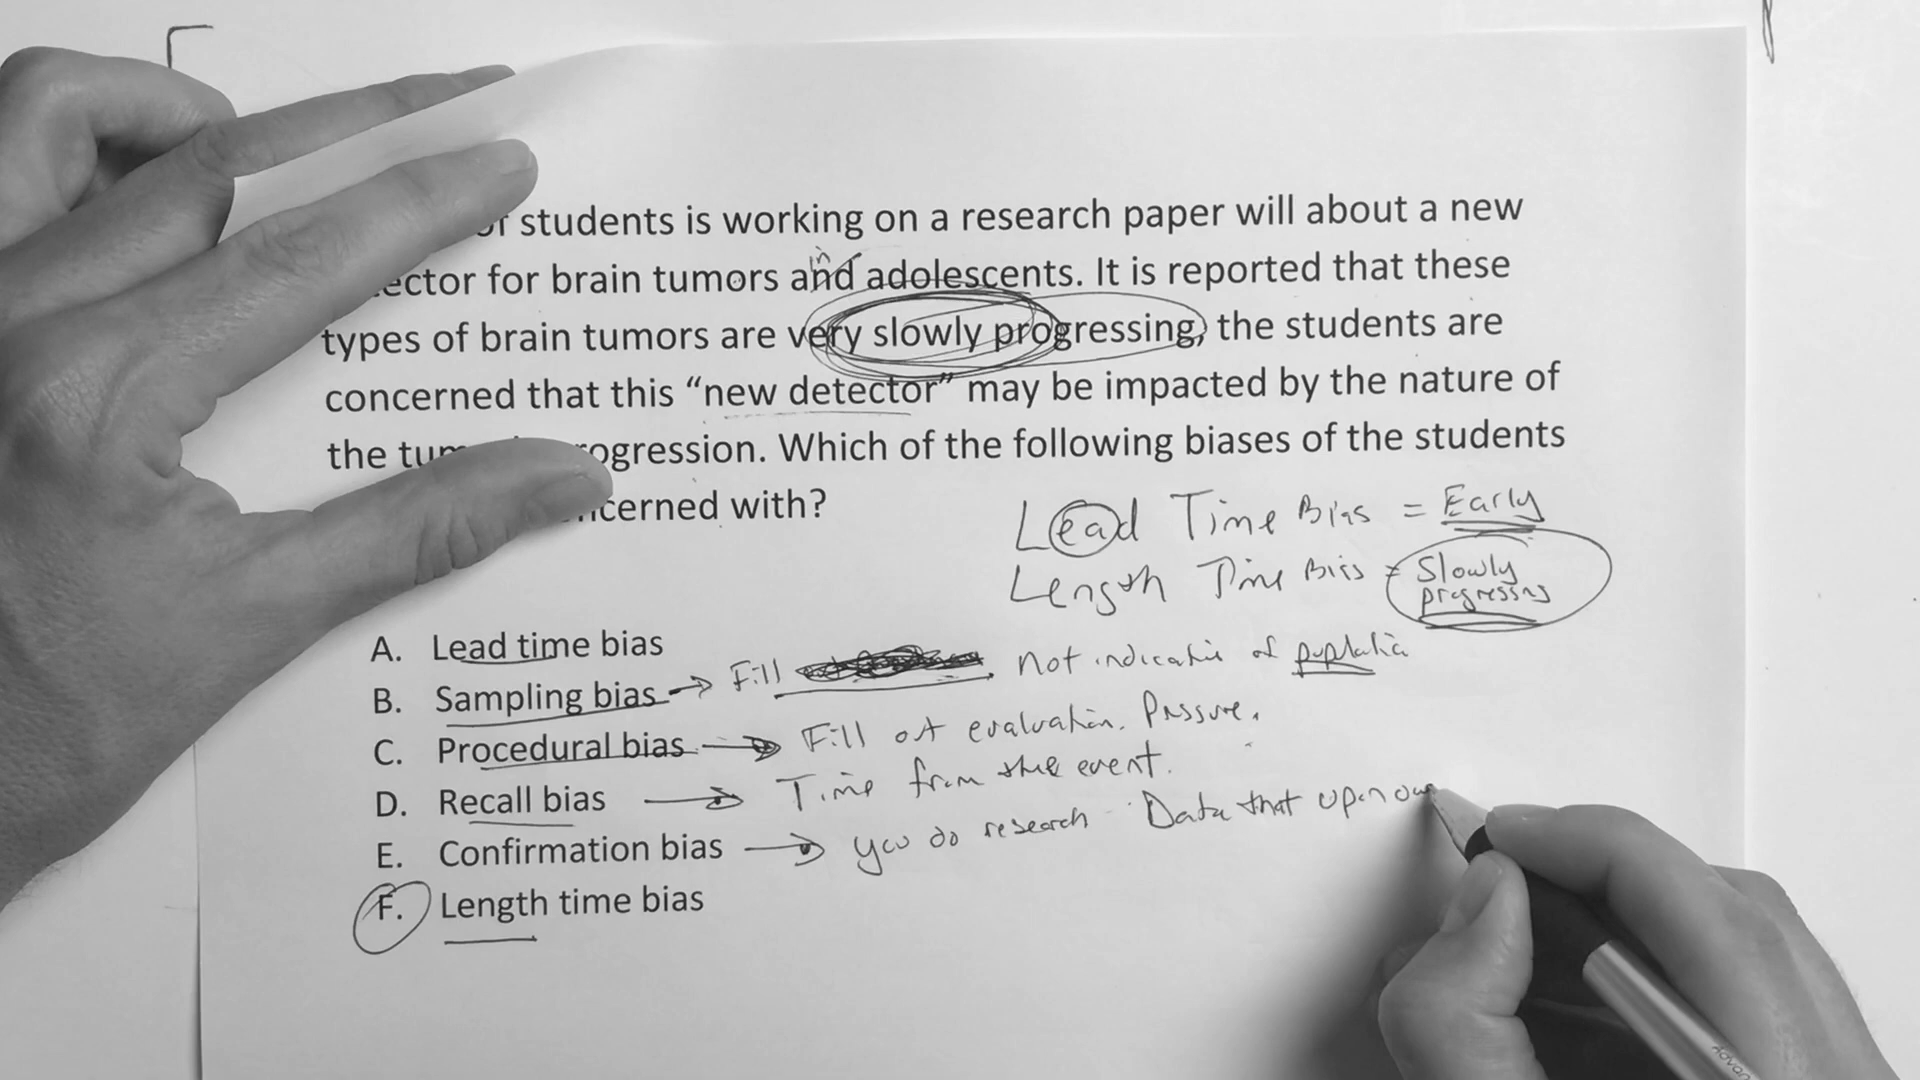 students is working on a research paper will about a new
ector for brain tumors and in adolescents. It is reported that these
types of brain tumors are very slowly progressing, the students are
concerned that this “new detector” may be impacted by the nature of
the tum ogression. Which of the following biases of the students
cerned with?
Lead Time Bias = Early
Length Time Bias = Slowly
progressing
A. Lead time bias
B. Sampling bias → Fill not indicative of population
C. Procedural bias → Fill out evaluation. Pressure.
D. Recall bias → Time from the event.
E. Confirmation bias → you do research Data that upon our
F. Length time bias